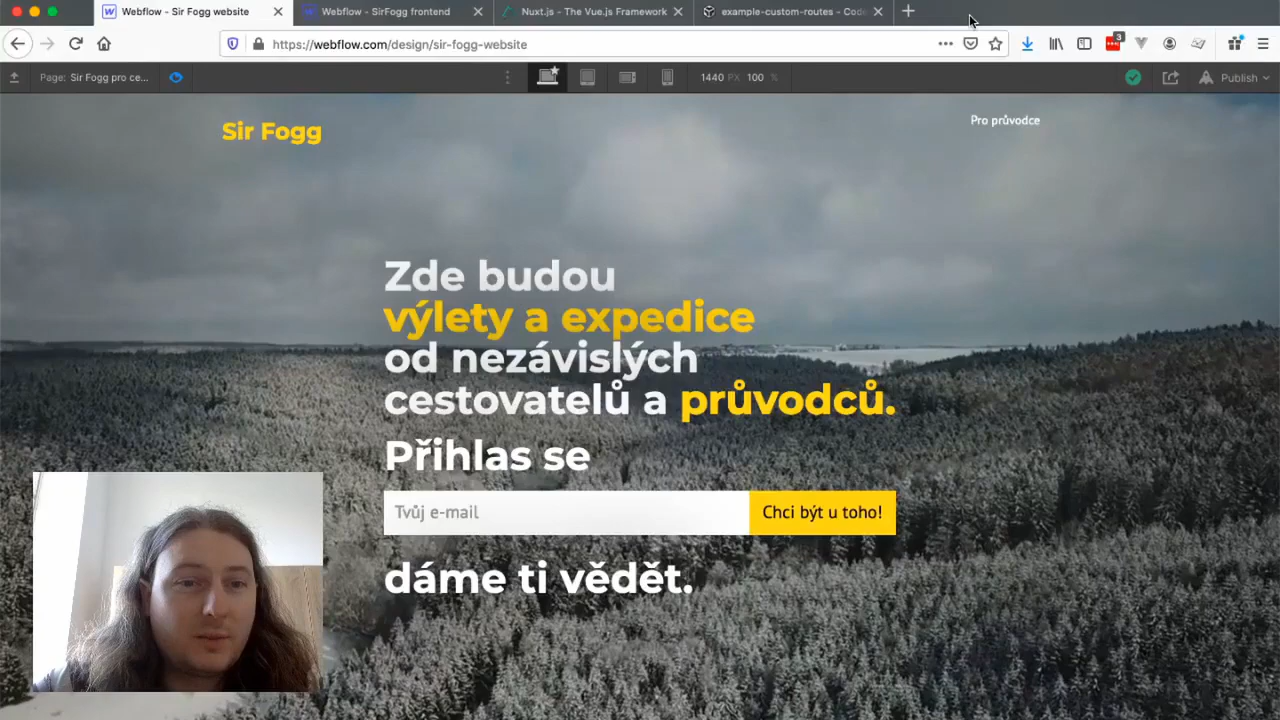 Webflow - Sir Fogg website
Webflow - SirFogg frontend
Nuxt.js - The Vue.js Framework
example-custom-routes - Code
https://webflow.com/design/sir-fogg-website
3
Page: Sir Fogg pro ce...
1440 PX 100 %
Publish
Sir Fogg
Pro průvodce
Zde budou
výlety a expedice
od nezávislých
cestovatelů a průvodců.
Přihlas se
Tvůj e-mail
Chci být u toho!
dáme ti vědět.